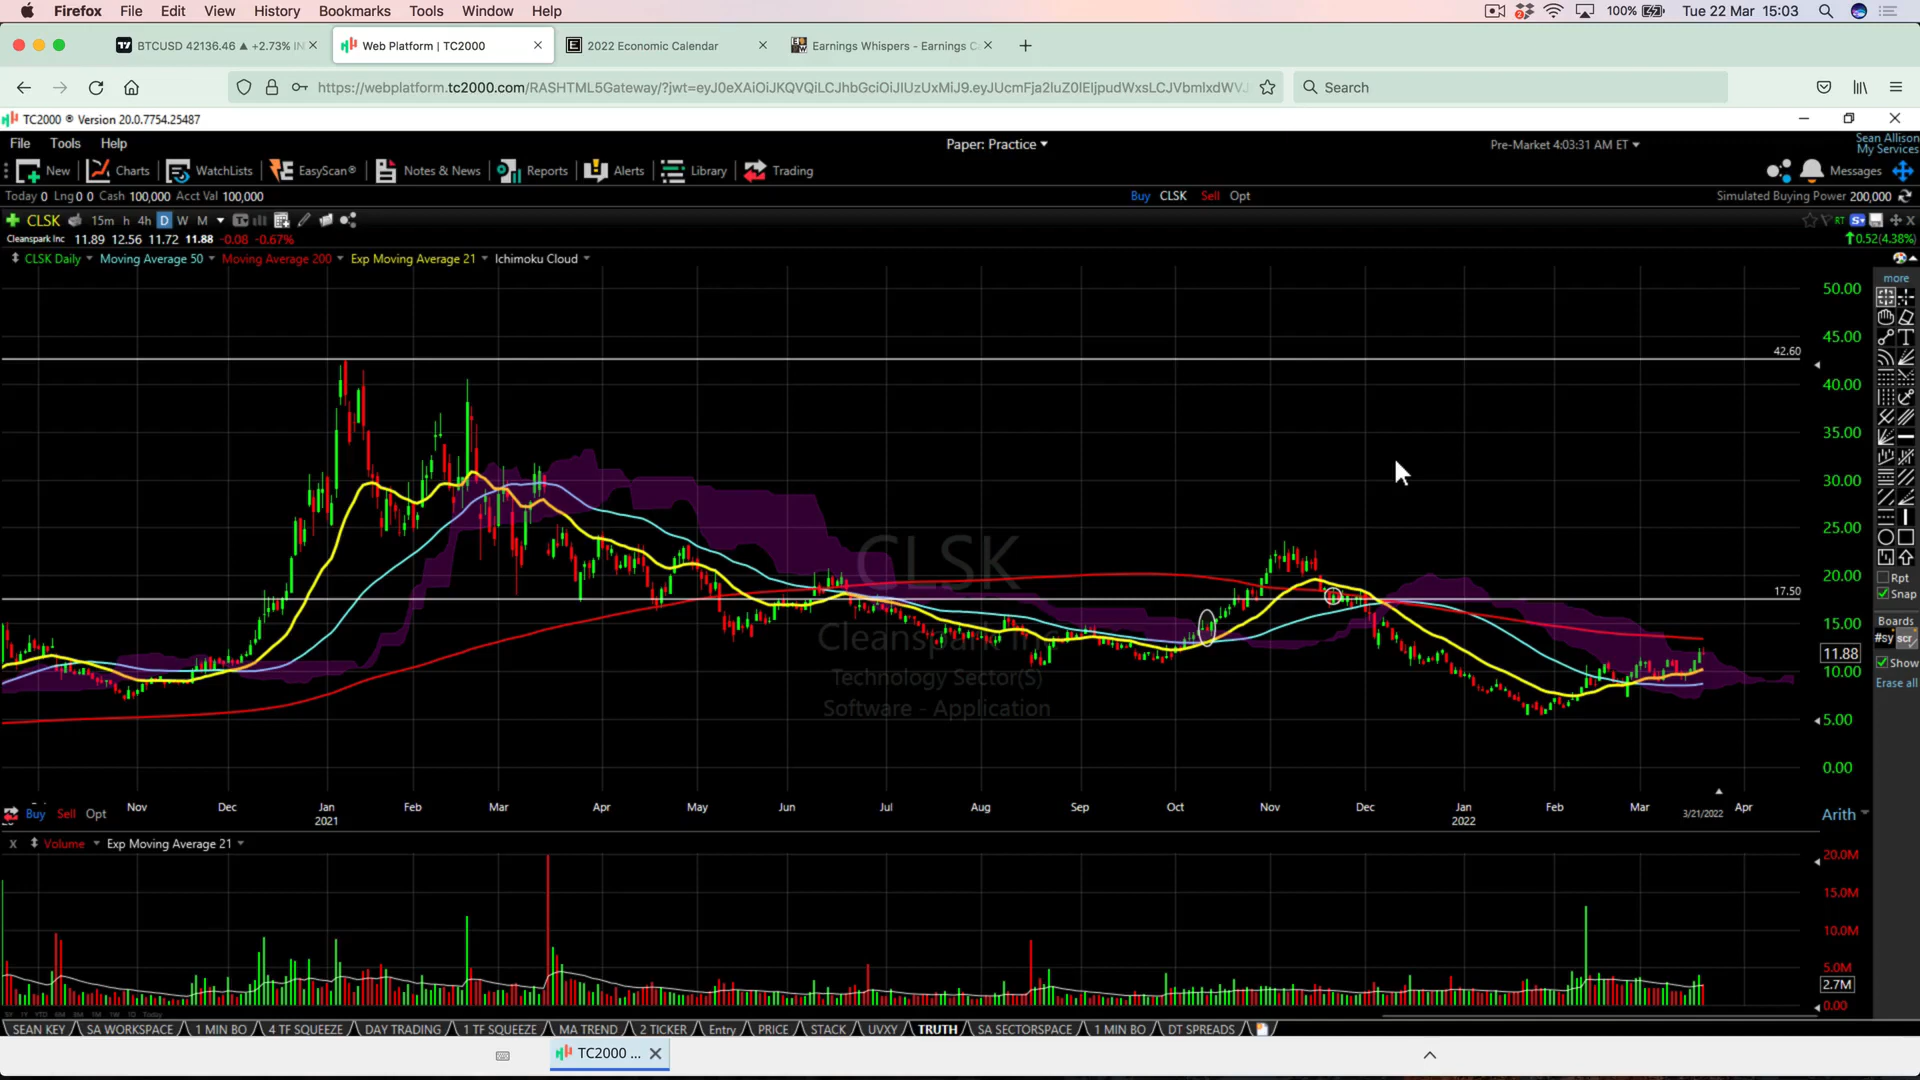 Firefox File Edit View History Bookmarks Tools Window Help 100% Tue 22 Mar 15:03
BTCUSD 42136.46 ▲ +2.73% Web Platform | TC2000 2022 Economic Calendar Earnings Whispers - Earnings C
https://webplatform.tc2000.com/RASHTML5Gateway/?jwt= Search
TC2000 ® Version 20.0.7754.25487
File Tools Help Paper: Practice Pre-Market 4:03:31 AM ET Sean Allison
My Services
New Charts WatchLists EasyScan® Notes & News Reports Alerts Library Trading Messages
Today 0 Lng 0 0 Cash 100,000 Acct Val 100,000 Buy CLSK Sell Opt Simulated Buying Power 200,000
CLSK 15m h 4h D W M RT
Cleanspark Inc 11.89 12.56 11.72 11.88 -0.08 -0.67% 0.52(4.38%)
CLSK Daily Moving Average 50 Moving Average 200 Exp Moving Average 21 Ichimoku Cloud
more
50.00
45.00
42.60
40.00
35.00
30.00
25.00
CLSK
20.00
Rpt
17.50
Snap
15.00
Boards
Cleanspark In
#sy scr
11.88
Show
10.00
Technology Sector(S)
Erase all
Software - Application
5.00
0.00
Nov Dec Jan Feb Mar Apr May Jun Jul Aug Sep Oct Nov Dec Jan Feb Mar Apr
2021 2022 3/21/2022
Buy Sell Opt Arith
X Volume Exp Moving Average 21
20.0M
15.0M
10.0M
5.0M
2.7M
0.00
SEAN KEY SA WORKSPACE 1 MIN BO 4 TF SQUEEZE DAY TRADING 1 TF SQUEEZE MA TREND 2 TICKER Entry PRICE STACK UVXY TRUTH SA SECTORSPACE 1 MIN BO DT SPREADS
TC2000 ...